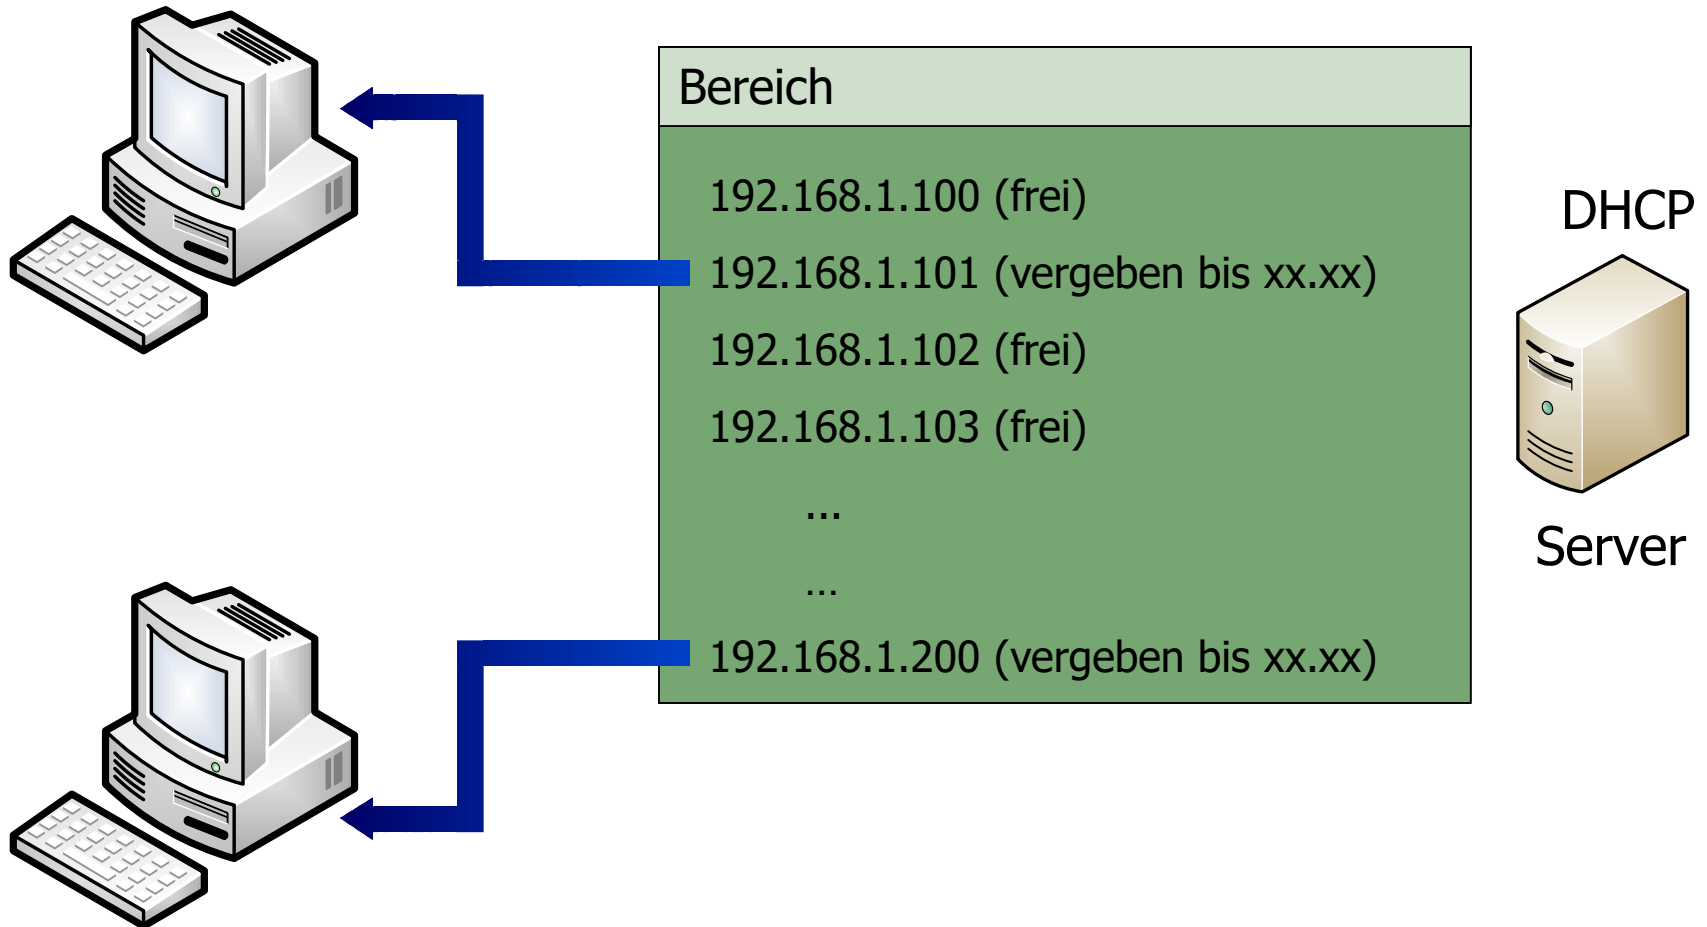 Bereich
192.168.1.100 (frei)
192.168.1.101 (vergeben bis xx.xx)
192.168.1.102 (frei)
192.168.1.103 (frei)
...
...
192.168.1.200 (vergeben bis xx.xx)
DHCP
Server